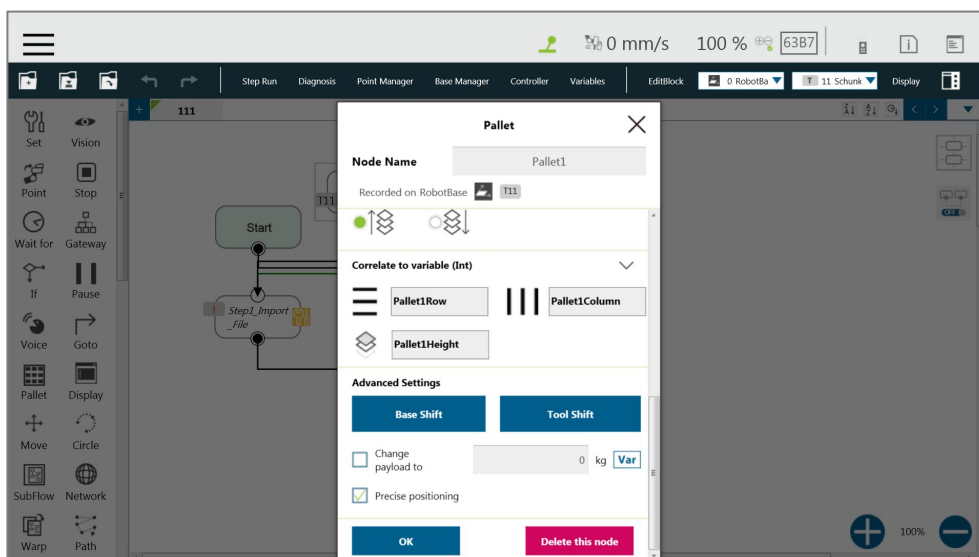 0 mm/s 100 % 63B7
Step Run Diagnosis Point Manager Base Manager Controller Variables EditBlock 0 RobotBa T 11 Schunk Display
111
Set Vision
Point Stop
Wait for Gateway
If Pause
Voice Goto
Pallet Display
Move Circle
SubFlow Network
Warp Path
T11
Start
Step1_Import
_File
Pallet
Node Name Pallet1
Recorded on RobotBase T11
Correlate to variable (Int)
Pallet1Row Pallet1Column
Pallet1Height
Advanced Settings
Base Shift Tool Shift
Change
payload to 0 kg Var
Precise positioning
OK Delete this node
OFF
100%